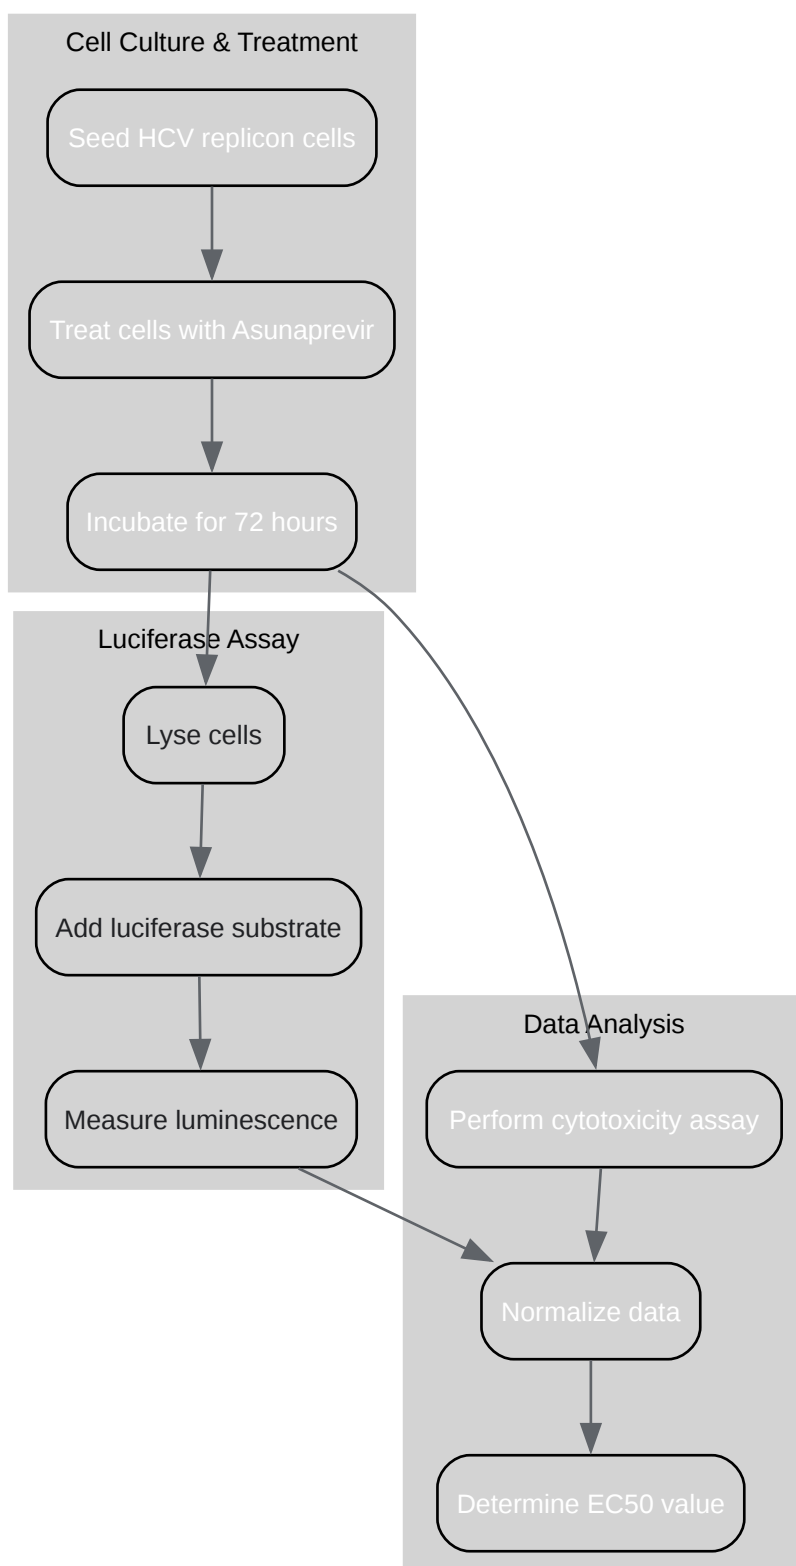 Cell Culture & Treatment
Seed HCV replicon cells
Treat cells with Asunaprevir
Incubate for 72 hours
Luciferase Assay
Lyse cells
Add luciferase substrate
Measure luminescence
Data Analysis
Perform cytotoxicity assay
Normalize data
Determine EC50 value